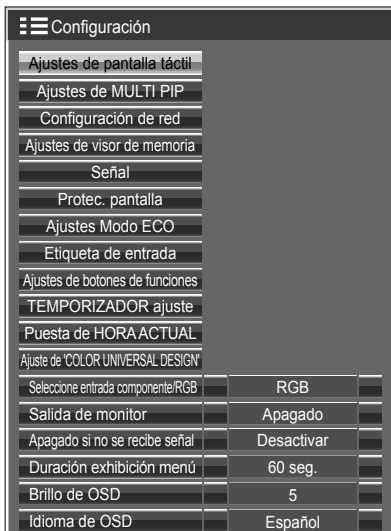 Configuración
Ajustes de pantalla táctil
Ajustes de MULTI PIP
Configuración de red
Ajustes de visor de memoria
Señal
Protec. pantalla
Ajustes Modo ECO
Etiqueta de entrada
Ajustes de botones de funciones
TEMPORIZADOR ajuste
Puesta de HORA ACTUAL
Ajuste de 'COLOR UNIVERSAL DESIGN'
Seleccione entrada componente/RGB RGB
Salida de monitor Apagado
Apagado si no se recibe señal Desactivar
Duración exhibición menú 60 seg.
Brillo de OSD 5
Idioma de OSD Español